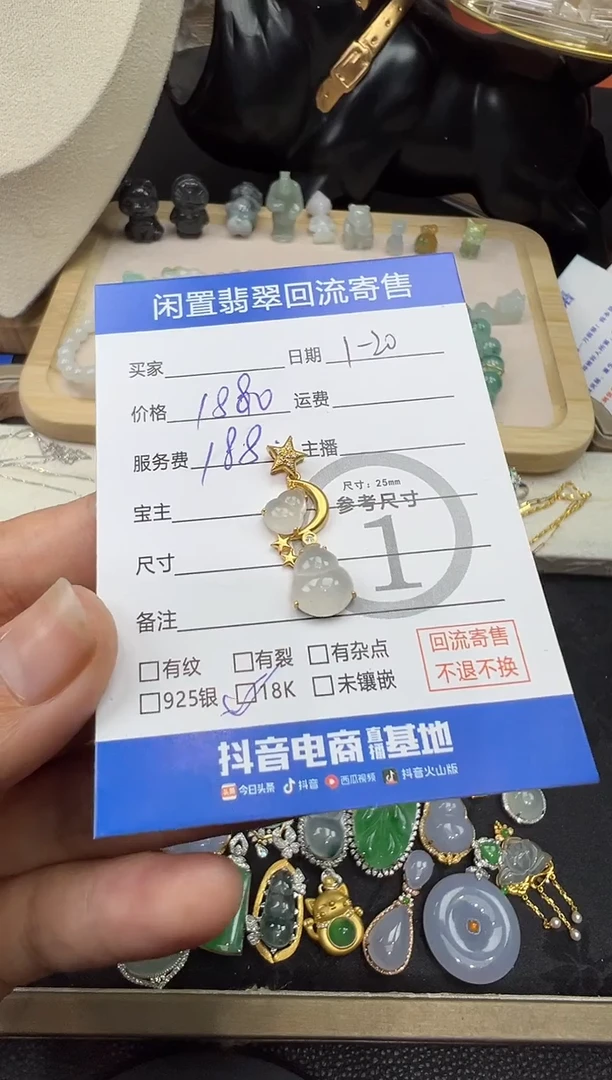 闲置翡翠回流寄售
买家 日期 1-20
价格 1880 运费
服务费 188 主播
宝主
尺寸：25mm
参考尺寸
1
尺寸
备注
□有纹 □有裂 □有杂点
□925银 □18K □未镶嵌
回流寄售
不退不换
抖音电商直播基地
头条 今日头条 抖音 西瓜视频 抖音火山版